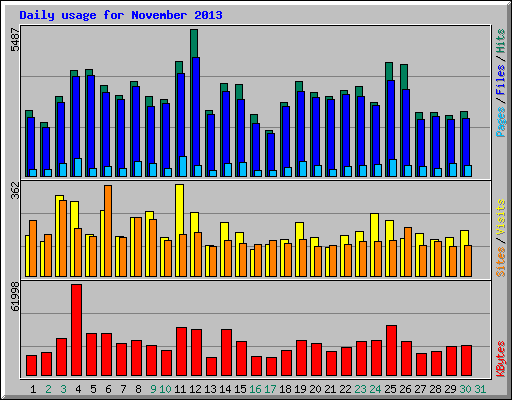 Daily usage for November 2013
5487
Pages / Files / Hits
362
Sites / Visits
61998
KBytes
1 2 3 4 5 6 7 8 9 10 11 12 13 14 15 16 17 18 19 20 21 22 23 24 25 26 27 28 29 30 31